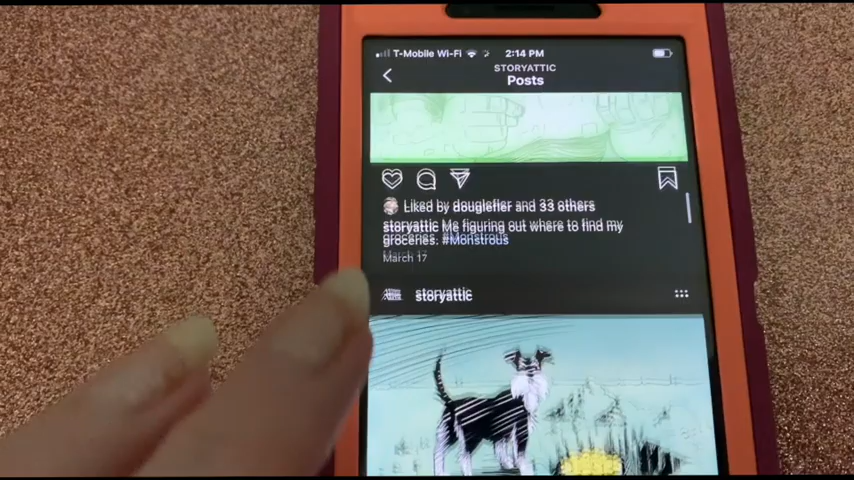 T-Mobile Wi-Fi 2:14 PM
STORYATTIC
Posts
Liked by douglefler and 33 others
storyattic Me figuring out where to find my
groceries. #Monstrous
March 17
storyattic